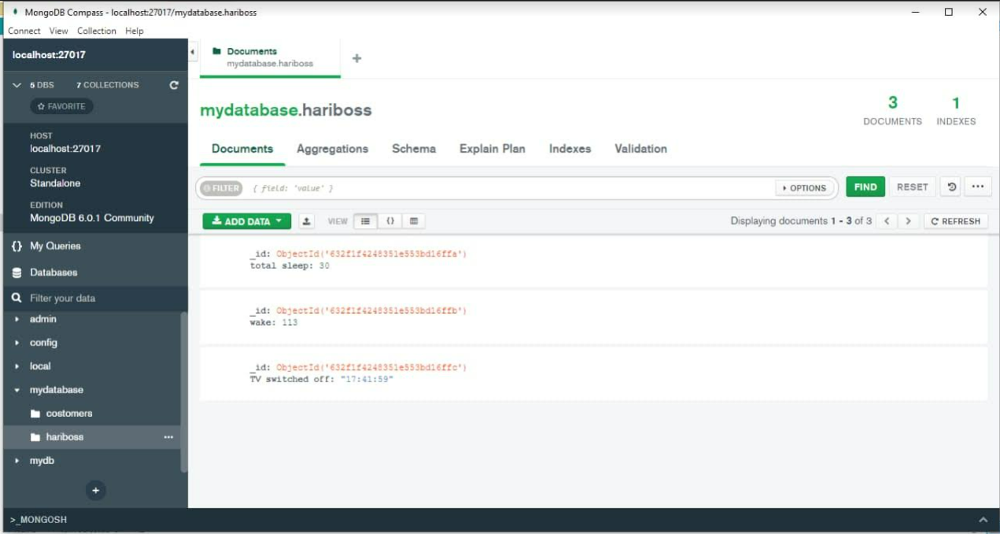 MongoDB Compass - localhost:27017/mydatabase.hariboss
Connect View Collection Help
localhost:27017
5 DBS 7 COLLECTIONS
FAVORITE
HOST
localhost:27017
CLUSTER
Standalone
EDITION
MongoDB 6.0.1 Community
{} My Queries
Databases
Filter your data
admin
config
local
mydatabase
costomers
hariboss
mydb
+
>_MONGOSH
Documents
mydatabase.hariboss
+
mydatabase.hariboss
3
DOCUMENTS
1
INDEXES
Documents Aggregations Schema Explain Plan Indexes Validation
FILTER { field: 'value' } OPTIONS FIND RESET ...
ADD DATA VIEW {} Displaying documents 1 - 3 of 3 < > REFRESH
_id: ObjectId('632f1f4248351e553bd16ffa')
total sleep: 30
_id: ObjectId('632f1f4248351e553bd16ffb')
wake: 113
_id: ObjectId('632f1f4248351e553bd16ffc')
TV switched off: "17:41:59"